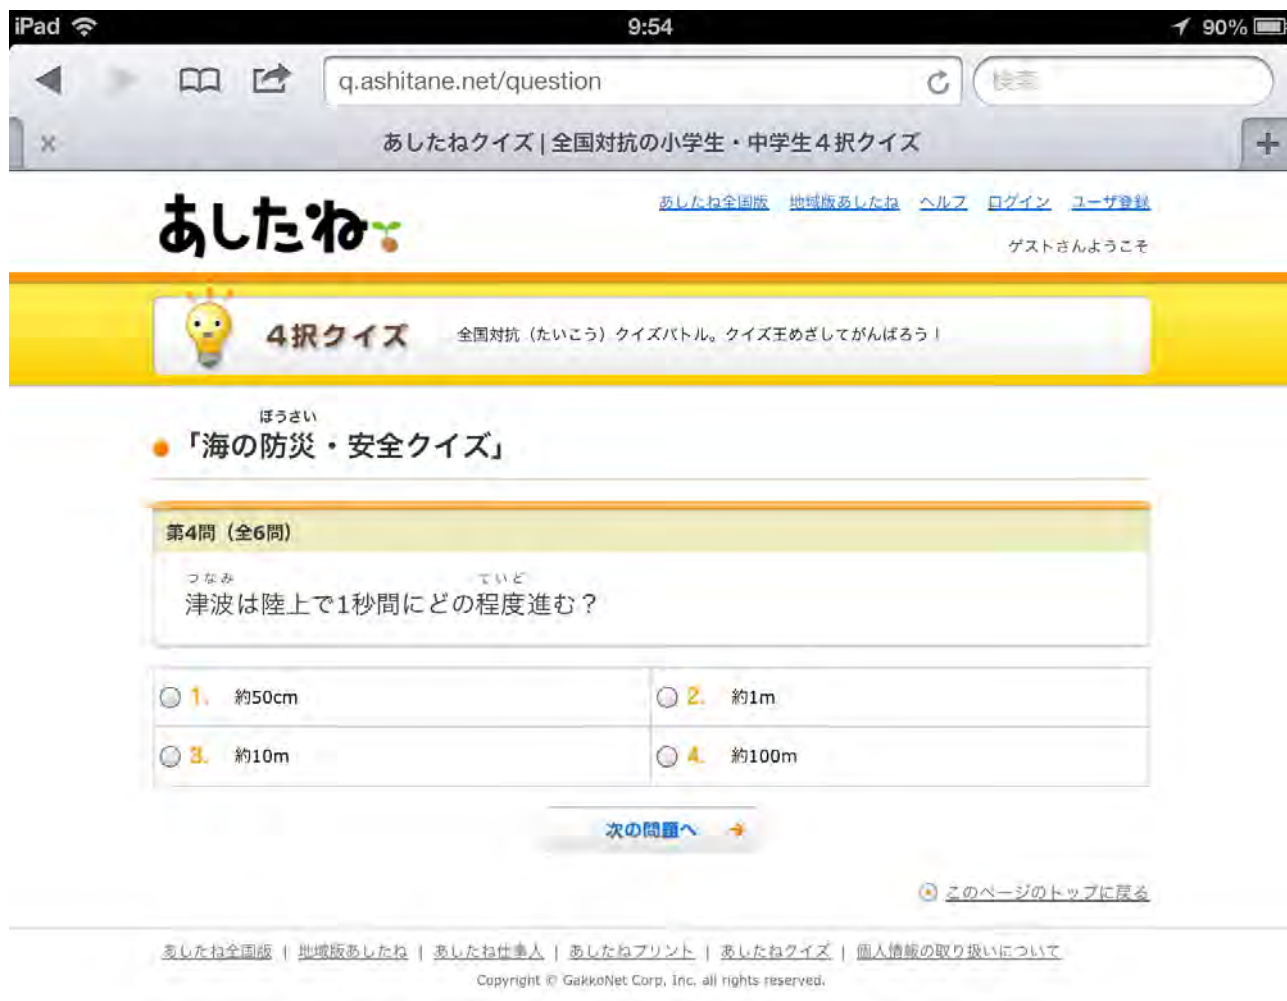 iPad 9:54 90%
q.ashitane.net/question 検索
あしたねクイズ | 全国対抗の小学生・中学生４択クイズ
あしたね
あしたね全国版 地域版あしたね ヘルプ ログイン ユーザ登録
ゲストさんようこそ
４択クイズ 全国対抗（たいこう）クイズバトル。クイズ王めざしてがんばろう！
ぼうさい
「海の防災・安全クイズ」
第4問（全6問）
つなみ ていど
津波は陸上で1秒間にどの程度進む？
1. 約50cm 2. 約1m
3. 約10m 4. 約100m
次の問題へ
このページのトップに戻る
あしたね全国版 | 地域版あしたね | あしたね仕事人 | あしたねプリント | あしたねクイズ | 個人情報の取り扱いについて
Copyright © GakkoNet Corp, Inc. all rights reserved.